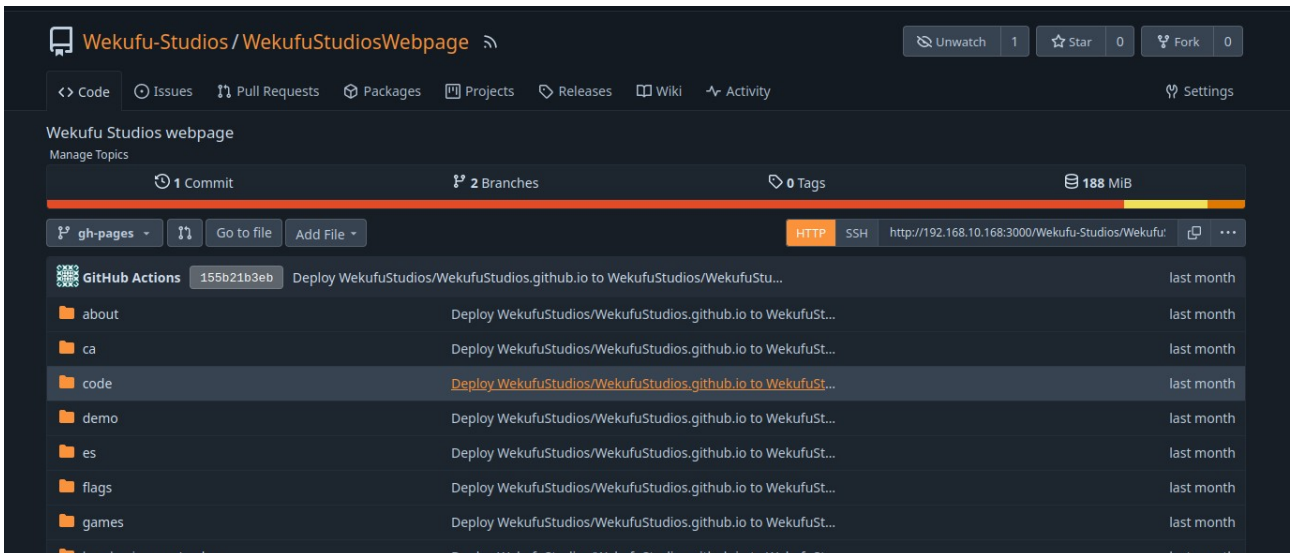 Wekufu-Studios/WekufuStudiosWebpage
Unwatch 1 Star 0 Fork 0
<> Code Issues Pull Requests Packages Projects Releases Wiki Activity Settings
Wekufu Studios webpage
Manage Topics
1 Commit 2 Branches 0 Tags 188 MiB
gh-pages Go to file Add File HTTP SSH http://192.168.10.168:3000/Wekufu-Studios/Wekufu ...
GitHub Actions 155b21b3eb Deploy WekufuStudios/WekufuStudios.github.io to WekufuStudios/WekufuStu... last month
about Deploy WekufuStudios/WekufuStudios.github.io to WekufuSt... last month
ca Deploy WekufuStudios/WekufuStudios.github.io to WekufuSt... last month
code Deploy WekufuStudios/WekufuStudios.github.io to WekufuSt... last month
demo Deploy WekufuStudios/WekufuStudios.github.io to WekufuSt... last month
es Deploy WekufuStudios/WekufuStudios.github.io to WekufuSt... last month
flags Deploy WekufuStudios/WekufuStudios.github.io to WekufuSt... last month
games Deploy WekufuStudios/WekufuStudios.github.io to WekufuSt... last month